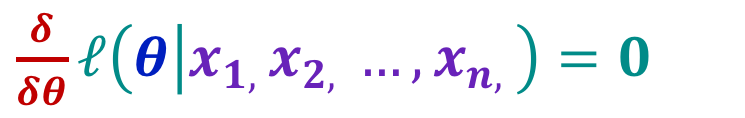 δ/δθ ℓ(θ|x₁, x₂, … , xₙ, ) = 0